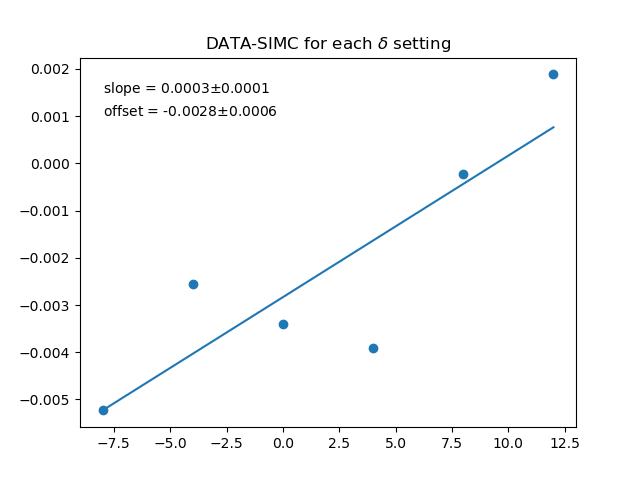 DATA-SIMC for each δ setting
slope = 0.0003±0.0001
offset = -0.0028±0.0006
0.002
0.001
0.000
−0.001
−0.002
−0.003
−0.004
−0.005
−7.5 −5.0 −2.5 0.0 2.5 5.0 7.5 10.0 12.5